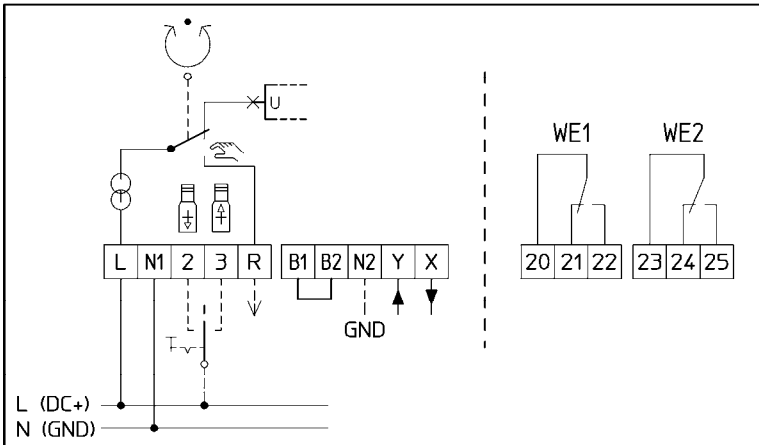 U
WE1 WE2
L N1 2 3 R B1 B2 N2 Y X 20 21 22 23 24 25
GND
L (DC+)
N (GND)